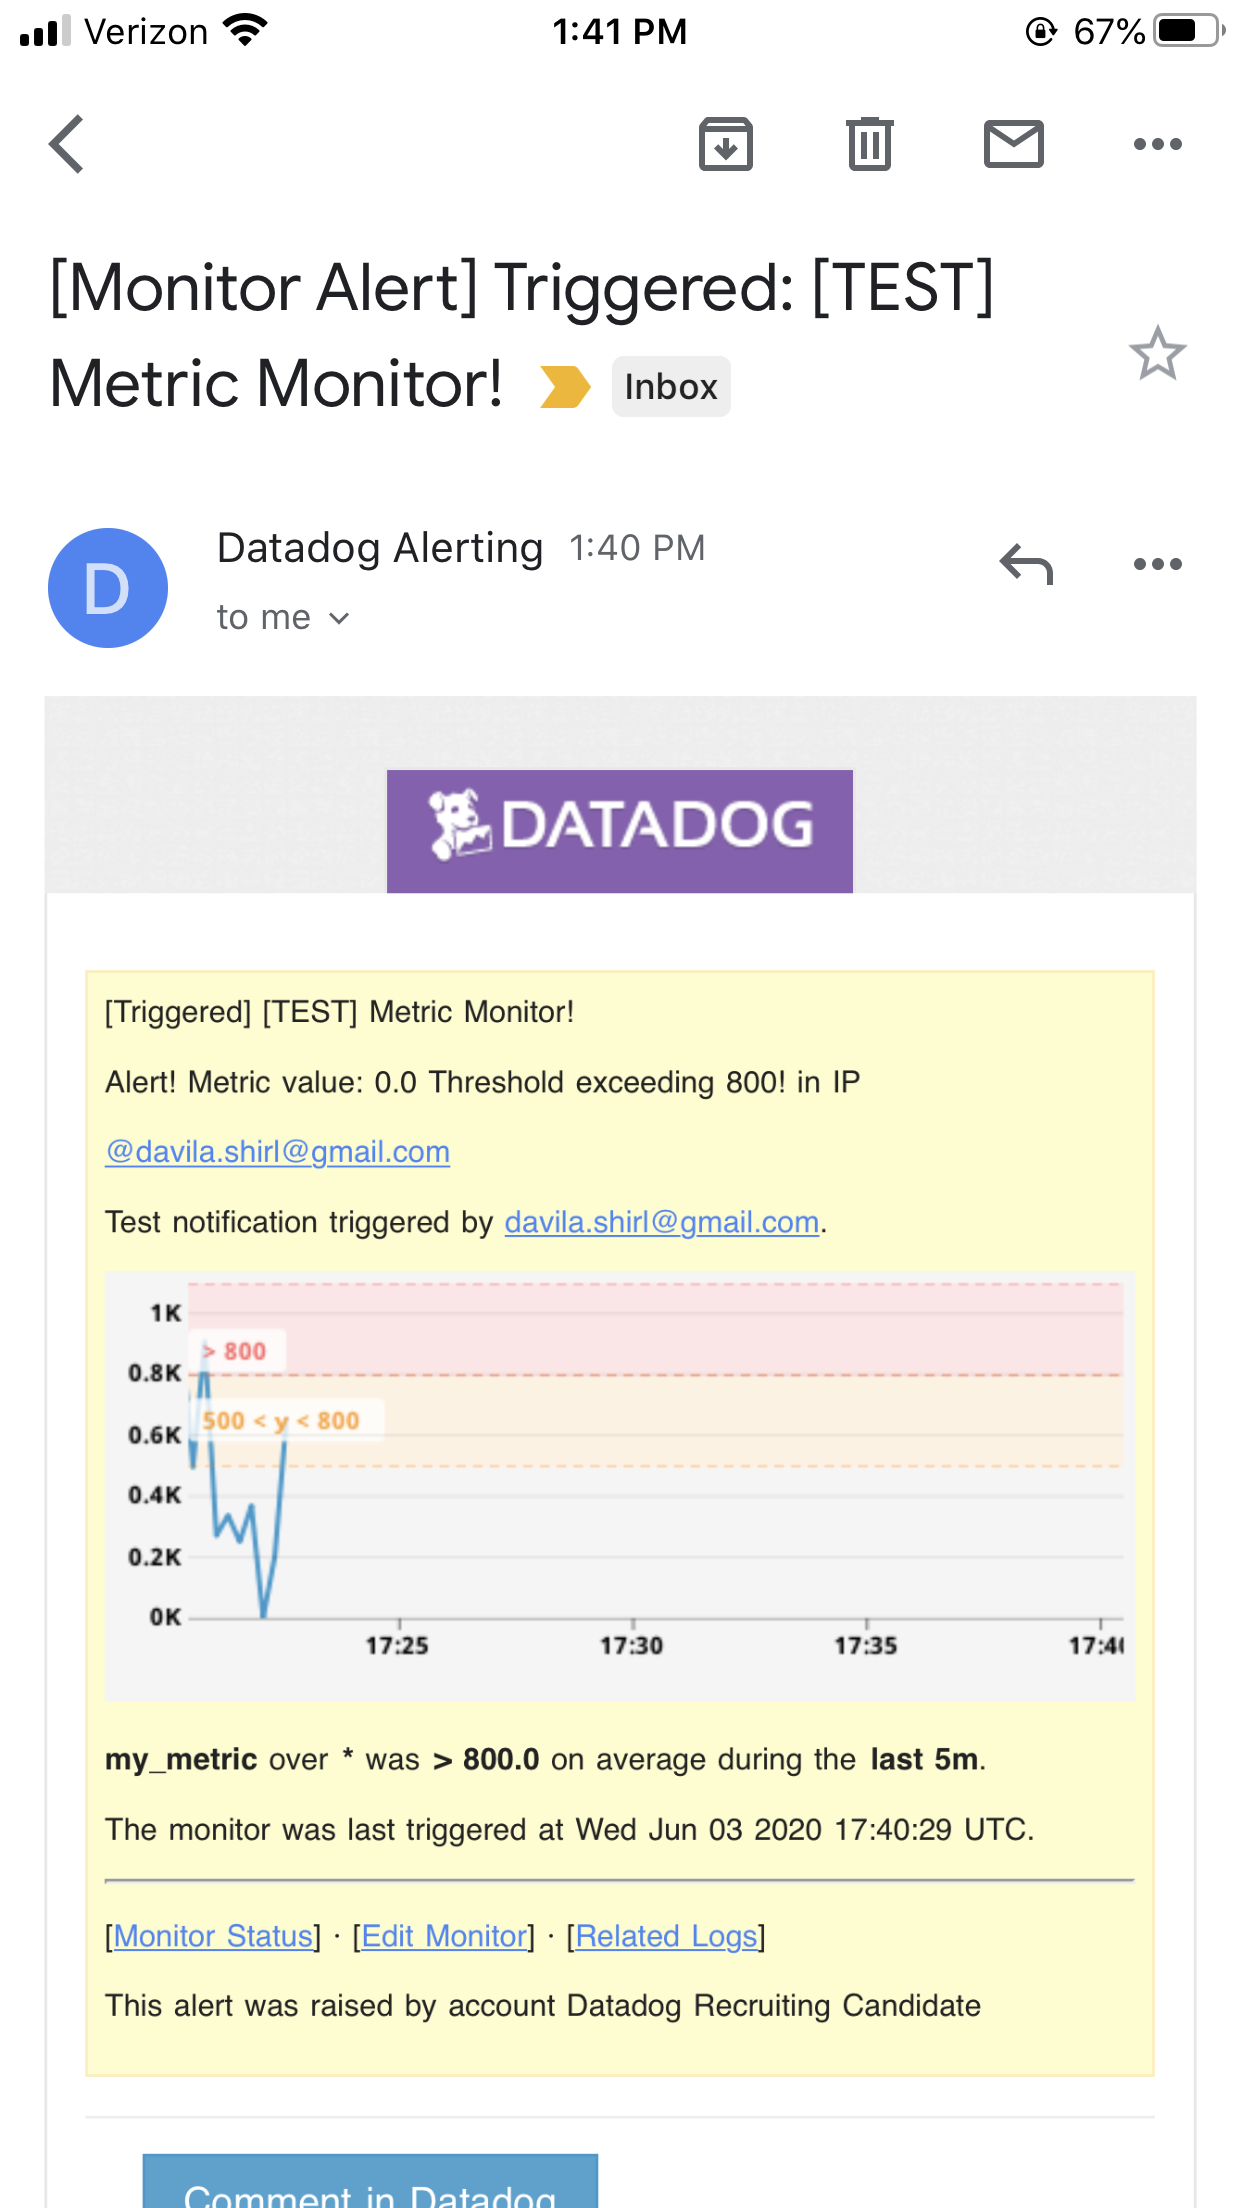 Verizon 1:41 PM 67%
[Monitor Alert] Triggered: [TEST]
Metric Monitor! Inbox
D
Datadog Alerting 1:40 PM
to me
DATADOG
[Triggered] [TEST] Metric Monitor!
Alert! Metric value: 0.0 Threshold exceeding 800! in IP
@davila.shirl@gmail.com
Test notification triggered by davila.shirl@gmail.com.
1K
> 800
0.8K
500 < y < 800
0.6K
0.4K
0.2K
0K
17:25 17:30 17:35 17:40
my_metric over * was > 800.0 on average during the last 5m.
The monitor was last triggered at Wed Jun 03 2020 17:40:29 UTC.
[Monitor Status] · [Edit Monitor] · [Related Logs]
This alert was raised by account Datadog Recruiting Candidate
Comment in Datadog